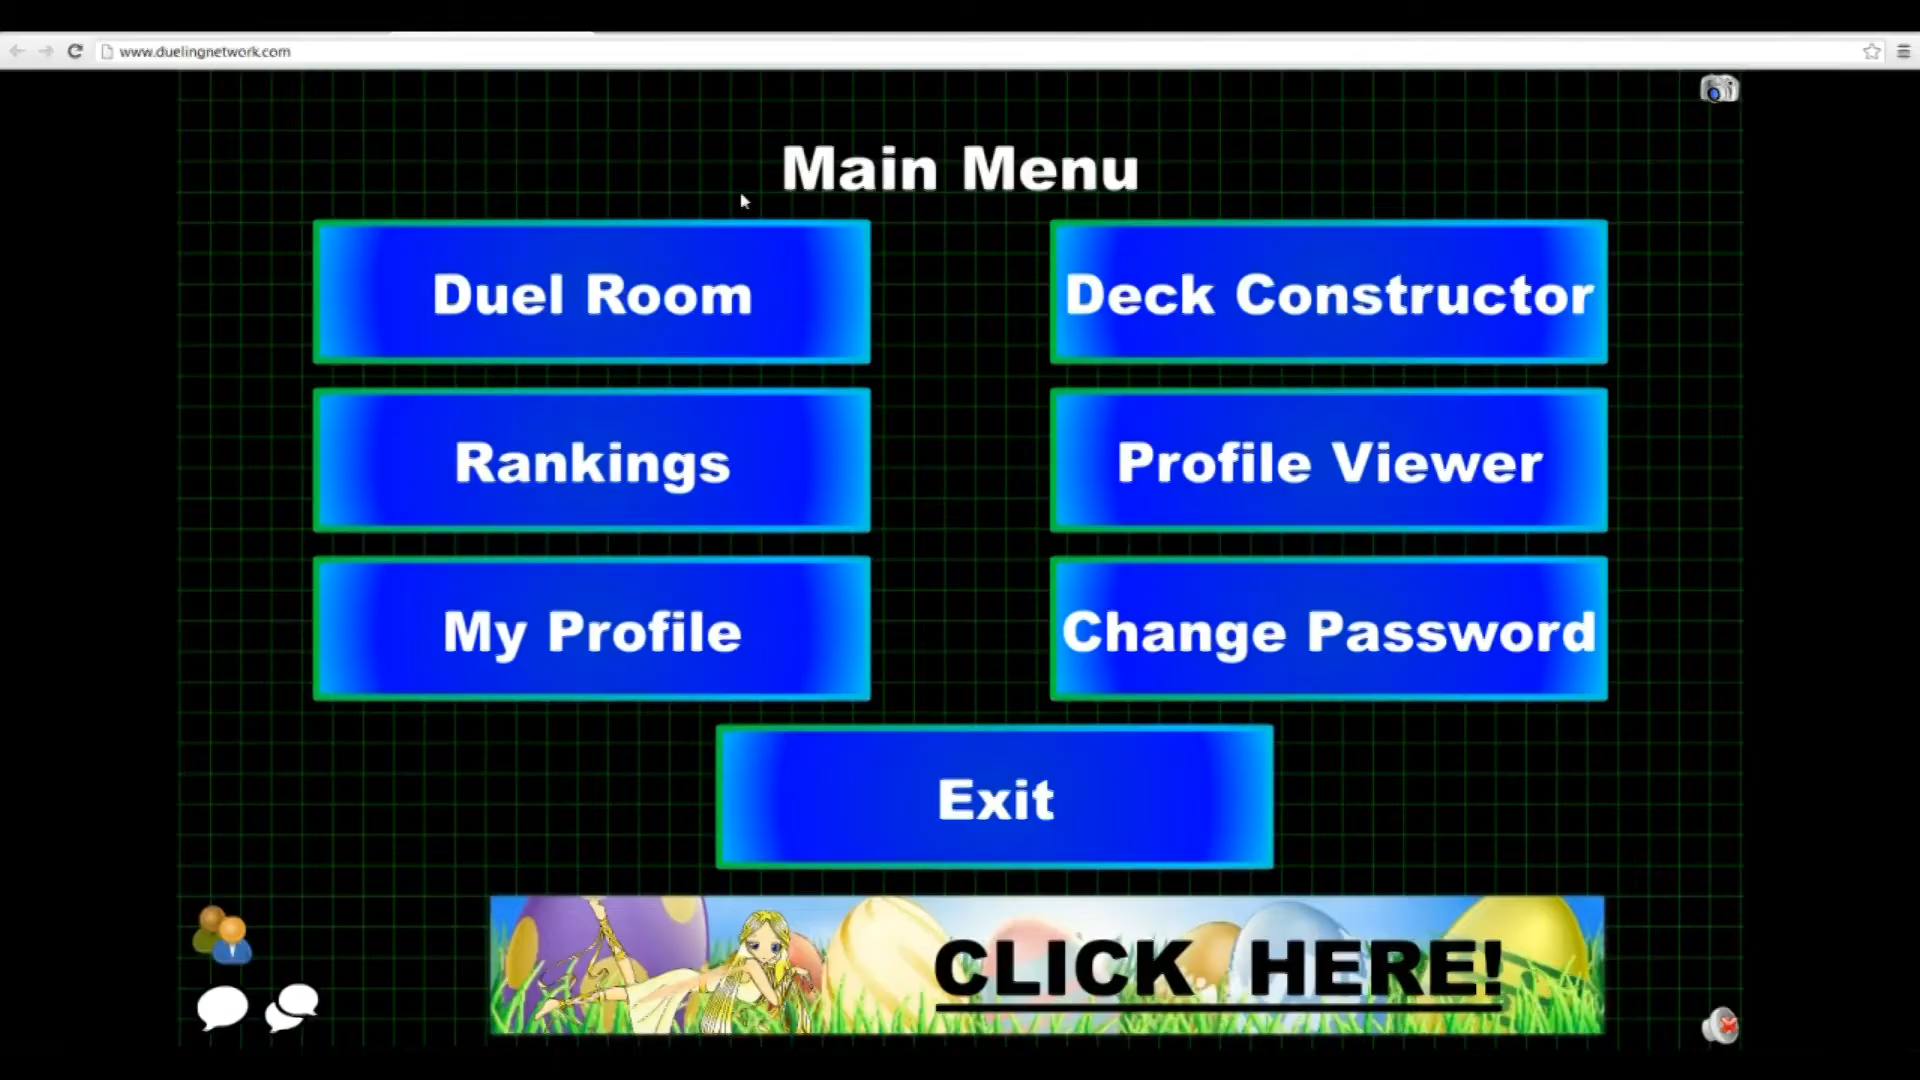 www.duelingnetwork.com
Main Menu
Duel Room
Deck Constructor
Rankings
Profile Viewer
My Profile
Change Password
Exit
CLICK HERE!